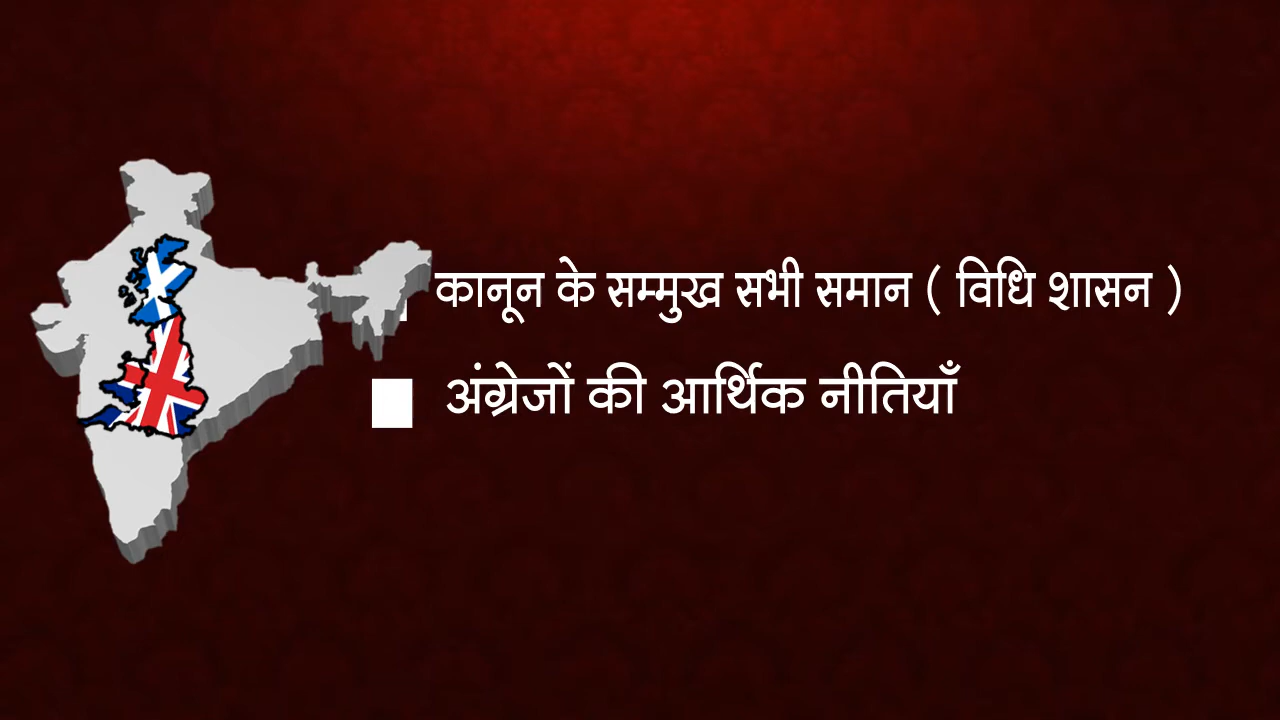 कानून के सम्मुख सभी समान ( विधि शासन )
अंग्रेजों की आर्थिक नीतियाँ